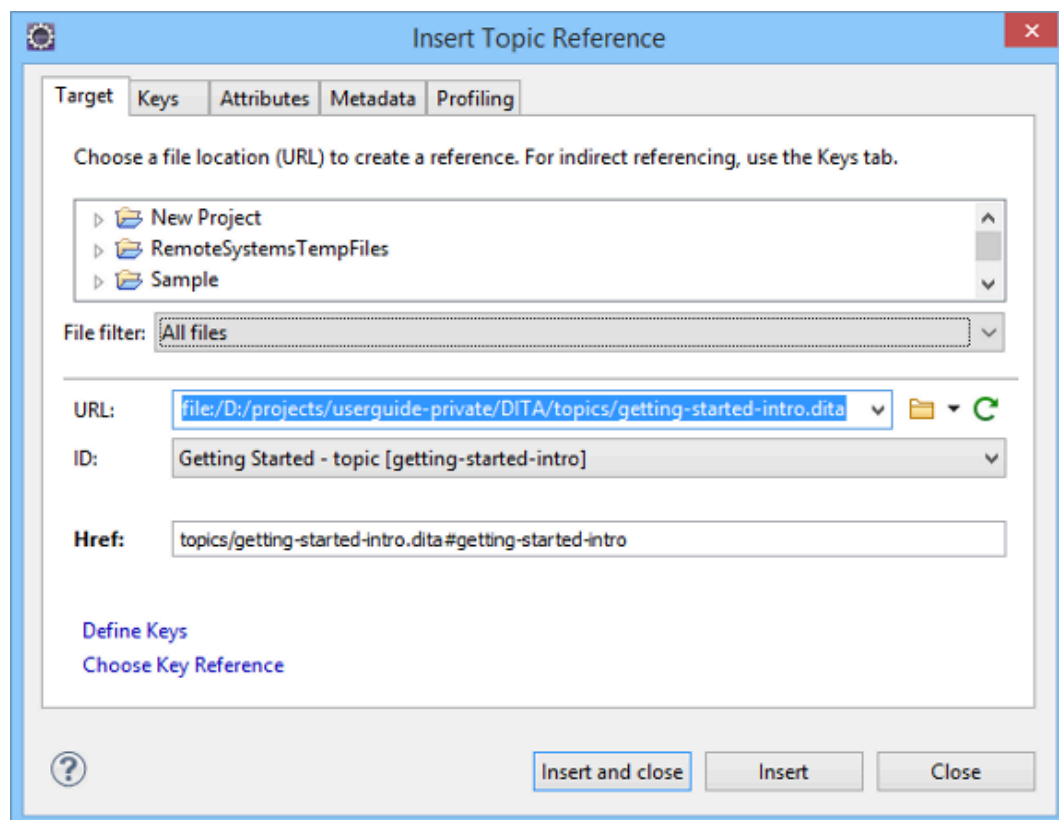 Insert Topic Reference
Target Keys Attributes Metadata Profiling
Choose a file location (URL) to create a reference. For indirect referencing, use the Keys tab.
New Project
RemoteSystemsTempFiles
Sample
File filter: All files
URL: file:/D:/projects/userguide-private/DITA/topics/getting-started-intro.dita
ID: Getting Started - topic [getting-started-intro]
Href: topics/getting-started-intro.dita#getting-started-intro
Define Keys
Choose Key Reference
? Insert and close Insert Close